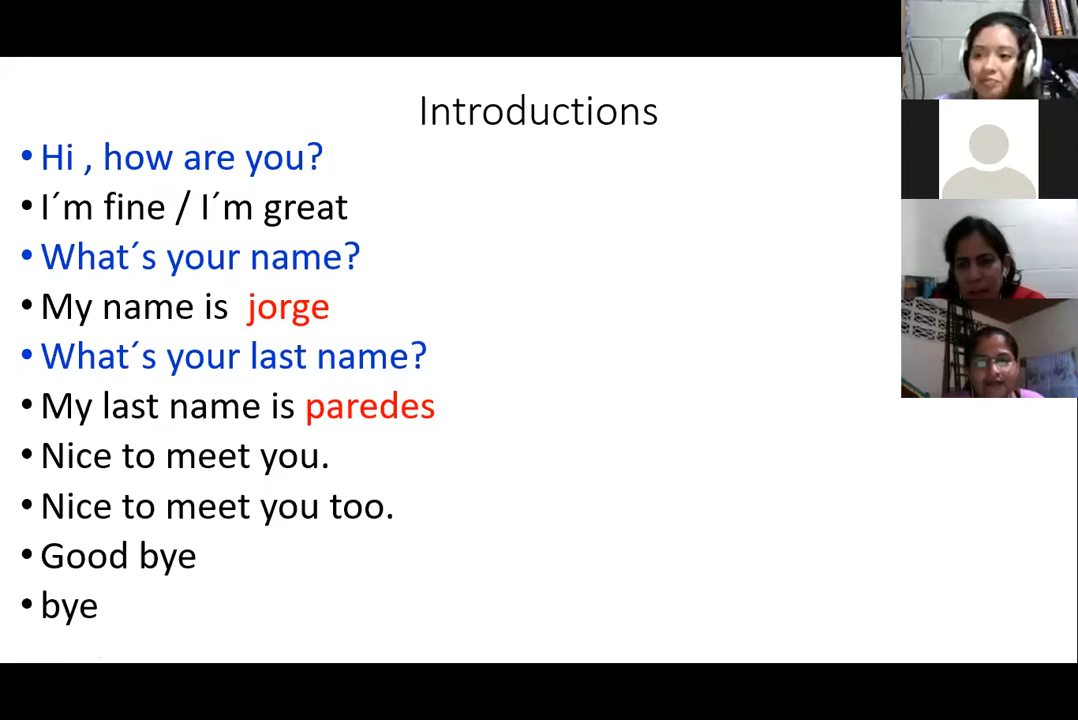 Introductions
• Hi , how are you?
• I´m fine / I´m great
• What´s your name?
• My name is jorge
• What´s your last name?
• My last name is paredes
• Nice to meet you.
• Nice to meet you too.
• Good bye
• bye